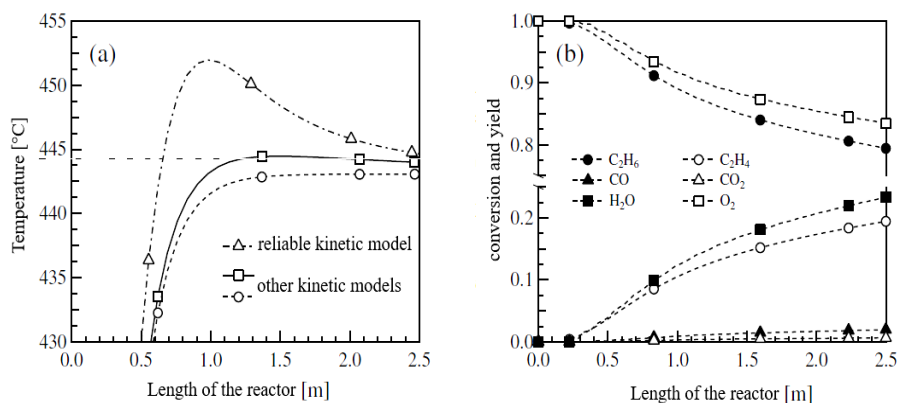 (a)
Temperature [°C]
455
450
445
440
435
430
0.0 0.5 1.0 1.5 2.0 2.5
Length of the reactor [m]
reliable kinetic model
other kinetic models
(b)
conversion and yield
1.0
0.9
0.8
0.2
0.1
0.0
0.0 0.5 1.0 1.5 2.0 2.5
Length of the reactor [m]
C₂H₆ C₂H₄
CO CO₂
H₂O O₂